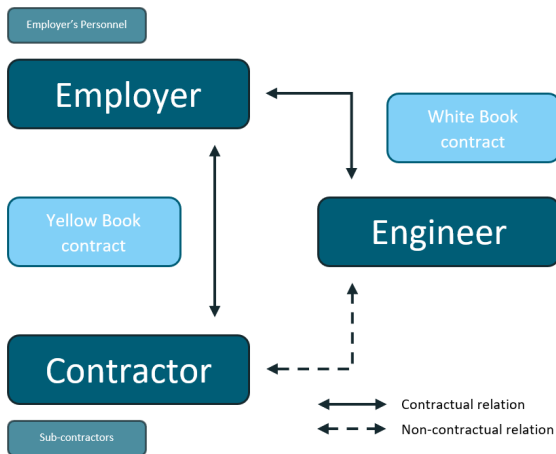 Employer's Personnel
Employer
White Book
contract
Yellow Book
contract
Engineer
Contractor
Contractual relation
Non-contractual relation
Sub-contractors